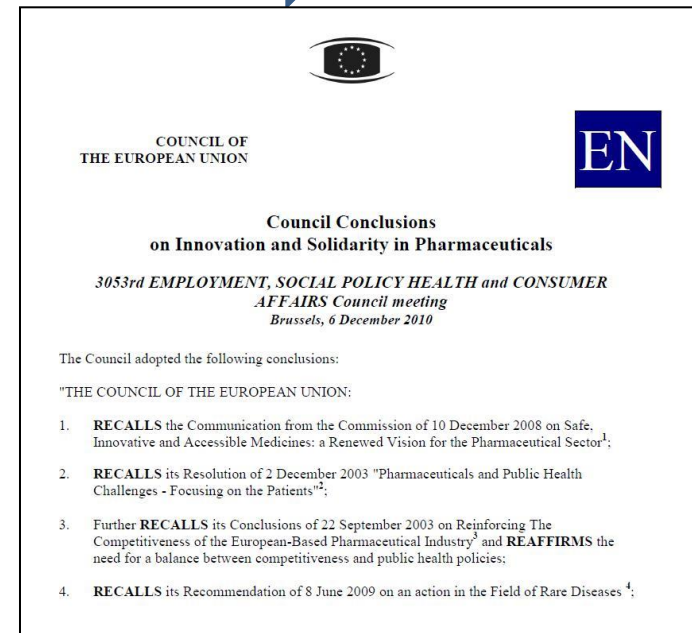 COUNCIL OF
THE EUROPEAN UNION
EN
Council Conclusions
on Innovation and Solidarity in Pharmaceuticals
3053rd EMPLOYMENT, SOCIAL POLICY HEALTH and CONSUMER
AFFAIRS Council meeting
Brussels, 6 December 2010
The Council adopted the following conclusions:
"THE COUNCIL OF THE EUROPEAN UNION:
1. RECALLS the Communication from the Commission of 10 December 2008 on Safe,
Innovative and Accessible Medicines: a Renewed Vision for the Pharmaceutical Sector¹;
2. RECALLS its Resolution of 2 December 2003 "Pharmaceuticals and Public Health
Challenges - Focusing on the Patients"²;
3. Further RECALLS its Conclusions of 22 September 2003 on Reinforcing The
Competitiveness of the European-Based Pharmaceutical Industry³ and REAFFIRMS the
need for a balance between competitiveness and public health policies;
4. RECALLS its Recommendation of 8 June 2009 on an action in the Field of Rare Diseases ⁴;